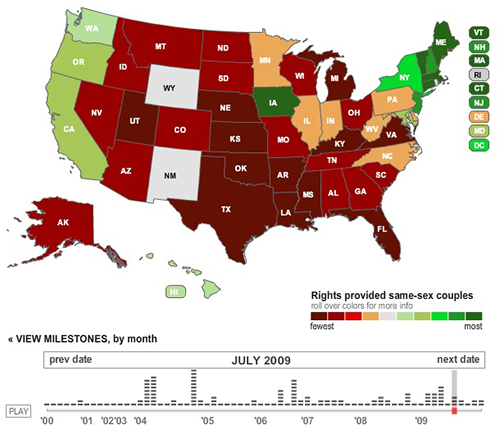 WA
MT
ND
MN
ME
VT
NH
MA
RI
CT
NJ
DE
MD
DC
OR
ID
WY
SD
WI
MI
NY
NV
UT
CO
NE
IA
IL
IN
OH
PA
CA
AZ
NM
KS
MO
KY
WV
VA
OK
AR
TN
NC
TX
LA
MS
AL
GA
SC
FL
AK
HI
Rights provided same-sex couples
roll over colors for more info
fewest most
« VIEW MILESTONES, by month
prev date JULY 2009 next date
PLAY '00 '01 '02 '03 '04 '05 '06 '07 '08 '09